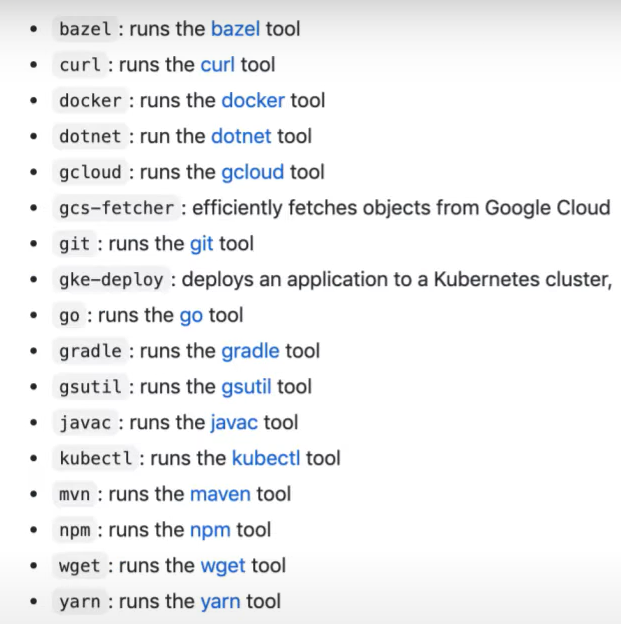 • bazel : runs the bazel tool
• curl : runs the curl tool
• docker : runs the docker tool
• dotnet : run the dotnet tool
• gcloud : runs the gcloud tool
• gcs-fetcher : efficiently fetches objects from Google Cloud
• git : runs the git tool
• gke-deploy : deploys an application to a Kubernetes cluster,
• go : runs the go tool
• gradle : runs the gradle tool
• gsutil : runs the gsutil tool
• javac : runs the javac tool
• kubectl : runs the kubectl tool
• mvn : runs the maven tool
• npm : runs the npm tool
• wget : runs the wget tool
• yarn : runs the yarn tool